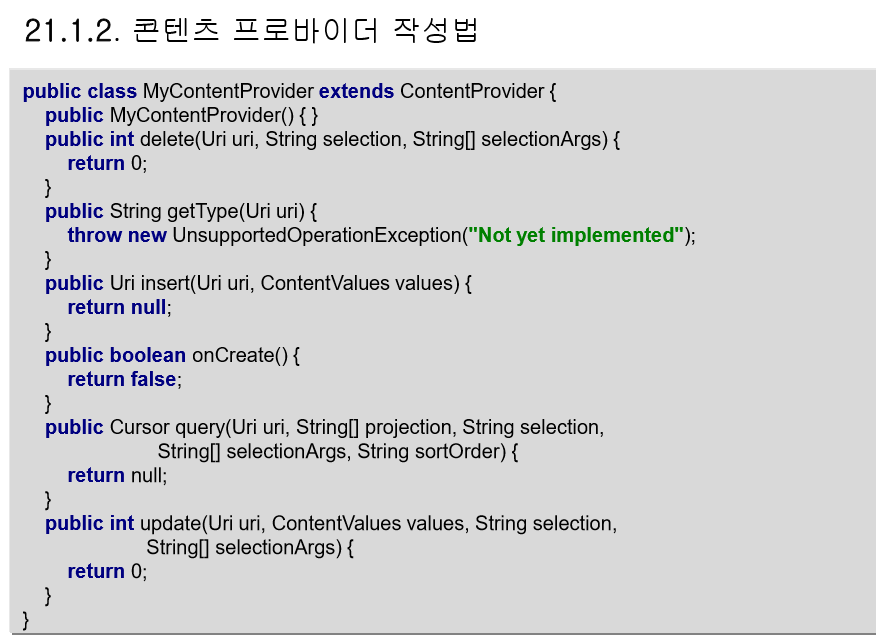 21.1.2. 콘텐츠 프로바이더 작성법
public class MyContentProvider extends ContentProvider {
public MyContentProvider() { }
public int delete(Uri uri, String selection, String[] selectionArgs) {
return 0;
}
public String getType(Uri uri) {
throw new UnsupportedOperationException("Not yet implemented");
}
public Uri insert(Uri uri, ContentValues values) {
return null;
}
public boolean onCreate() {
return false;
}
public Cursor query(Uri uri, String[] projection, String selection,
String[] selectionArgs, String sortOrder) {
return null;
}
public int update(Uri uri, ContentValues values, String selection,
String[] selectionArgs) {
return 0;
}
}